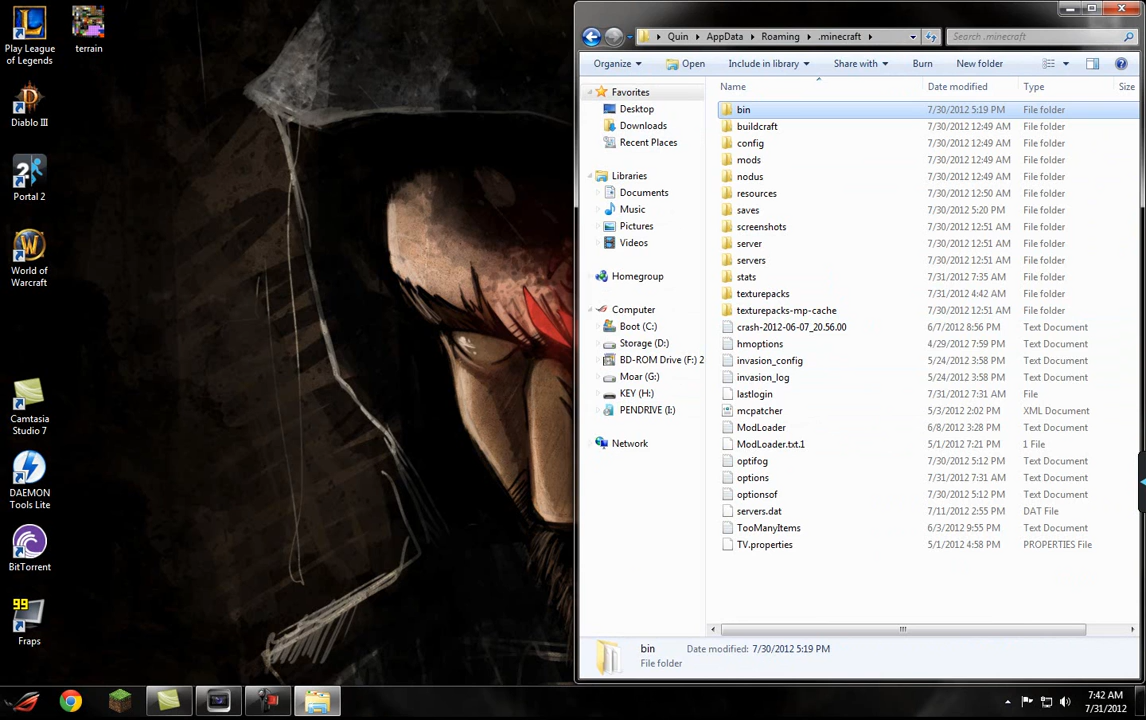 Play League of Legends
terrain
Diablo III
Portal 2
World of Warcraft
Camtasia Studio 7
DAEMON Tools Lite
BitTorrent
99
Fraps
Quin AppData Roaming .minecraft
Search .minecraft
Organize Open Include in library Share with Burn New folder
Favorites
Desktop
Downloads
Recent Places
Libraries
Documents
Music
Pictures
Videos
Homegroup
Computer
Boot (C:)
Storage (D:)
BD-ROM Drive (F:) 2
Moar (G:)
KEY (H:)
PENDRIVE (I:)
Network
Name Date modified Type Size
bin 7/30/2012 5:19 PM File folder
buildcraft 7/30/2012 12:49 AM File folder
config 7/30/2012 12:49 AM File folder
mods 7/30/2012 12:49 AM File folder
nodus 7/30/2012 12:49 AM File folder
resources 7/30/2012 12:50 AM File folder
saves 7/30/2012 5:20 PM File folder
screenshots 7/30/2012 12:51 AM File folder
server 7/30/2012 12:51 AM File folder
servers 7/30/2012 12:51 AM File folder
stats 7/31/2012 7:35 AM File folder
texturepacks 7/31/2012 4:42 AM File folder
texturepacks-mp-cache 7/30/2012 12:51 AM File folder
crash-2012-06-07_20.56.00 6/7/2012 8:56 PM Text Document
hmoptions 4/29/2012 7:59 PM Text Document
invasion_config 5/24/2012 3:58 PM Text Document
invasion_log 5/24/2012 3:58 PM Text Document
lastlogin 7/31/2012 7:31 AM File
mcpatcher 5/3/2012 2:02 PM XML Document
ModLoader 6/8/2012 3:28 PM Text Document
ModLoader.txt.1 5/1/2012 7:21 PM 1 File
optifog 7/30/2012 5:12 PM Text Document
options 7/31/2012 7:31 AM Text Document
optionsof 7/30/2012 5:12 PM Text Document
servers.dat 7/11/2012 2:55 PM DAT File
TooManyItems 6/3/2012 9:55 PM Text Document
TV.properties 5/1/2012 4:58 PM PROPERTIES File
bin Date modified: 7/30/2012 5:19 PM
File folder
7:42 AM
7/31/2012